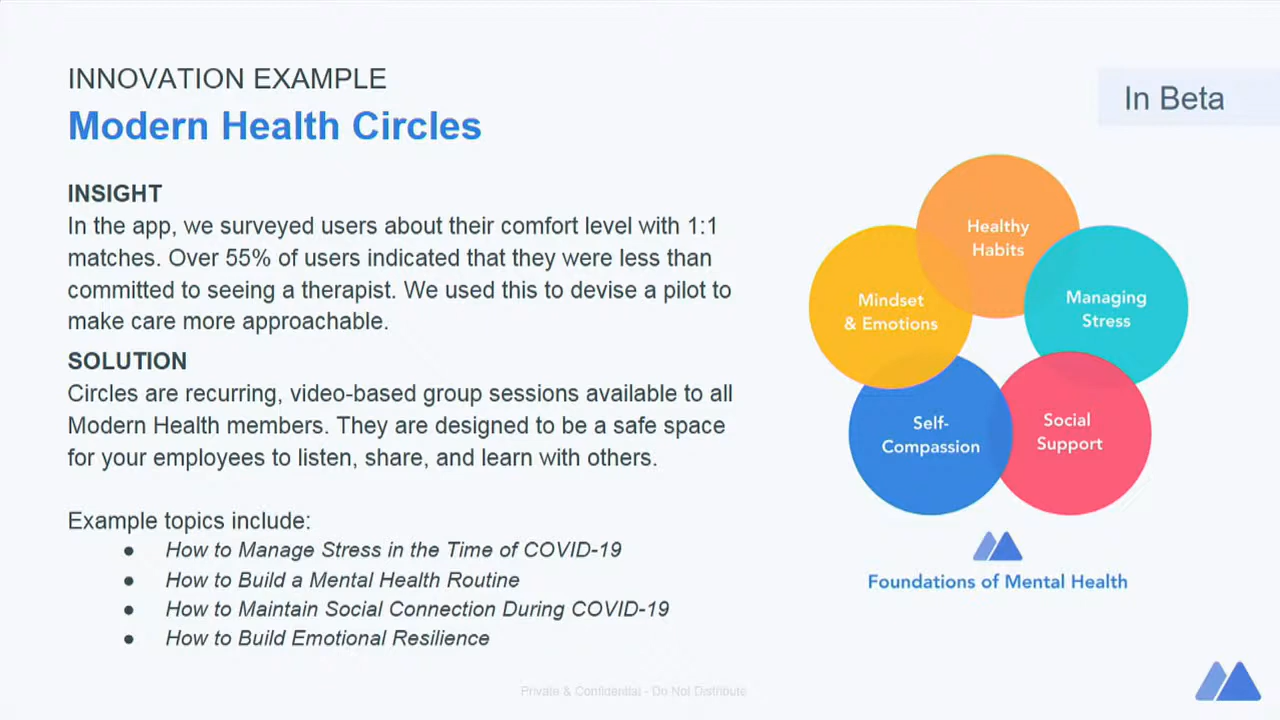 INNOVATION EXAMPLE
Modern Health Circles
In Beta
INSIGHT
In the app, we surveyed users about their comfort level with 1:1
matches. Over 55% of users indicated that they were less than
committed to seeing a therapist. We used this to devise a pilot to
make care more approachable.
SOLUTION
Circles are recurring, video-based group sessions available to all
Modern Health members. They are designed to be a safe space
for your employees to listen, share, and learn with others.
Example topics include:
● How to Manage Stress in the Time of COVID-19
● How to Build a Mental Health Routine
● How to Maintain Social Connection During COVID-19
● How to Build Emotional Resilience
Healthy
Habits
Mindset
& Emotions
Managing
Stress
Self-
Compassion
Social
Support
Foundations of Mental Health
Private & Confidential - Do Not Distribute